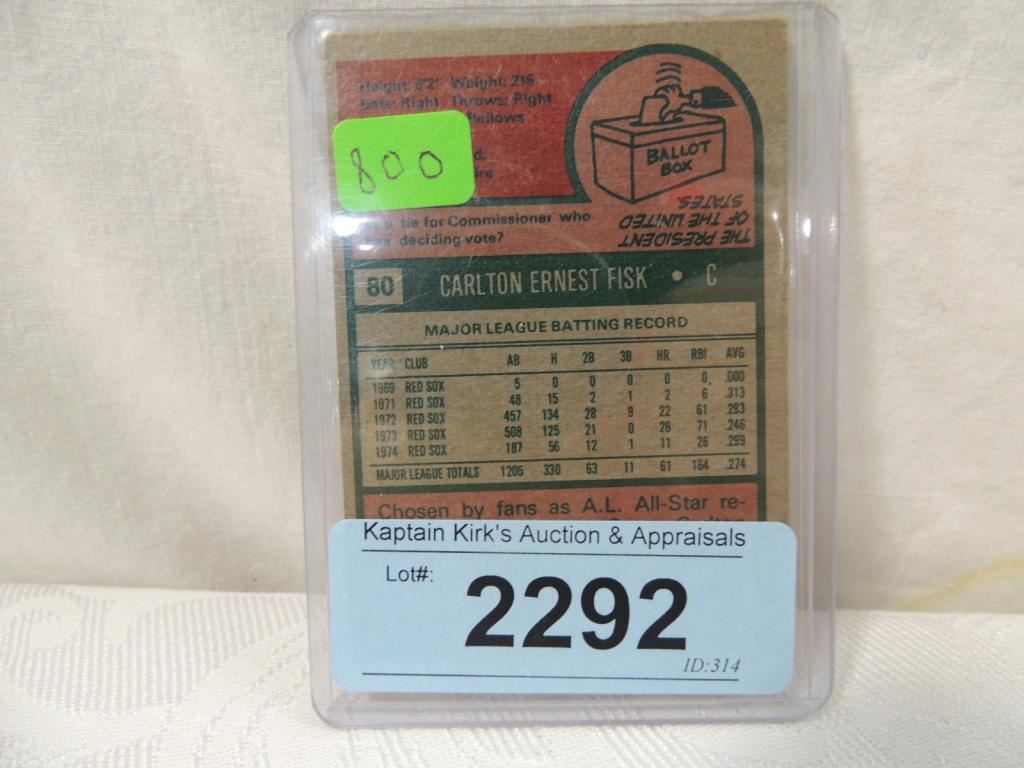 Height: 6'2" Weight: 216
Bats: Right Throws: Right
Bellows
800
tie for Commissioner who
deciding vote?
BALLOT
BOX
THE PRESIDENT
OF THE UNITED
STATES.
80 CARLTON ERNEST FISK • C
MAJOR LEAGUE BATTING RECORD
YEAR CLUB AB H 2B 3B HR RBI AVG
1969 RED SOX 5 0 0 0 0 0 .000
1971 RED SOX 48 15 2 1 2 6 .313
1972 RED SOX 457 134 28 9 22 61 .293
1973 RED SOX 508 125 21 0 26 71 .246
1974 RED SOX 187 56 12 1 11 26 .299
MAJOR LEAGUE TOTALS 1205 330 63 11 61 164 .274
Chosen by fans as A.L. All-Star re-
Kaptain Kirk's Auction & Appraisals
Lot#:
2292
ID:314